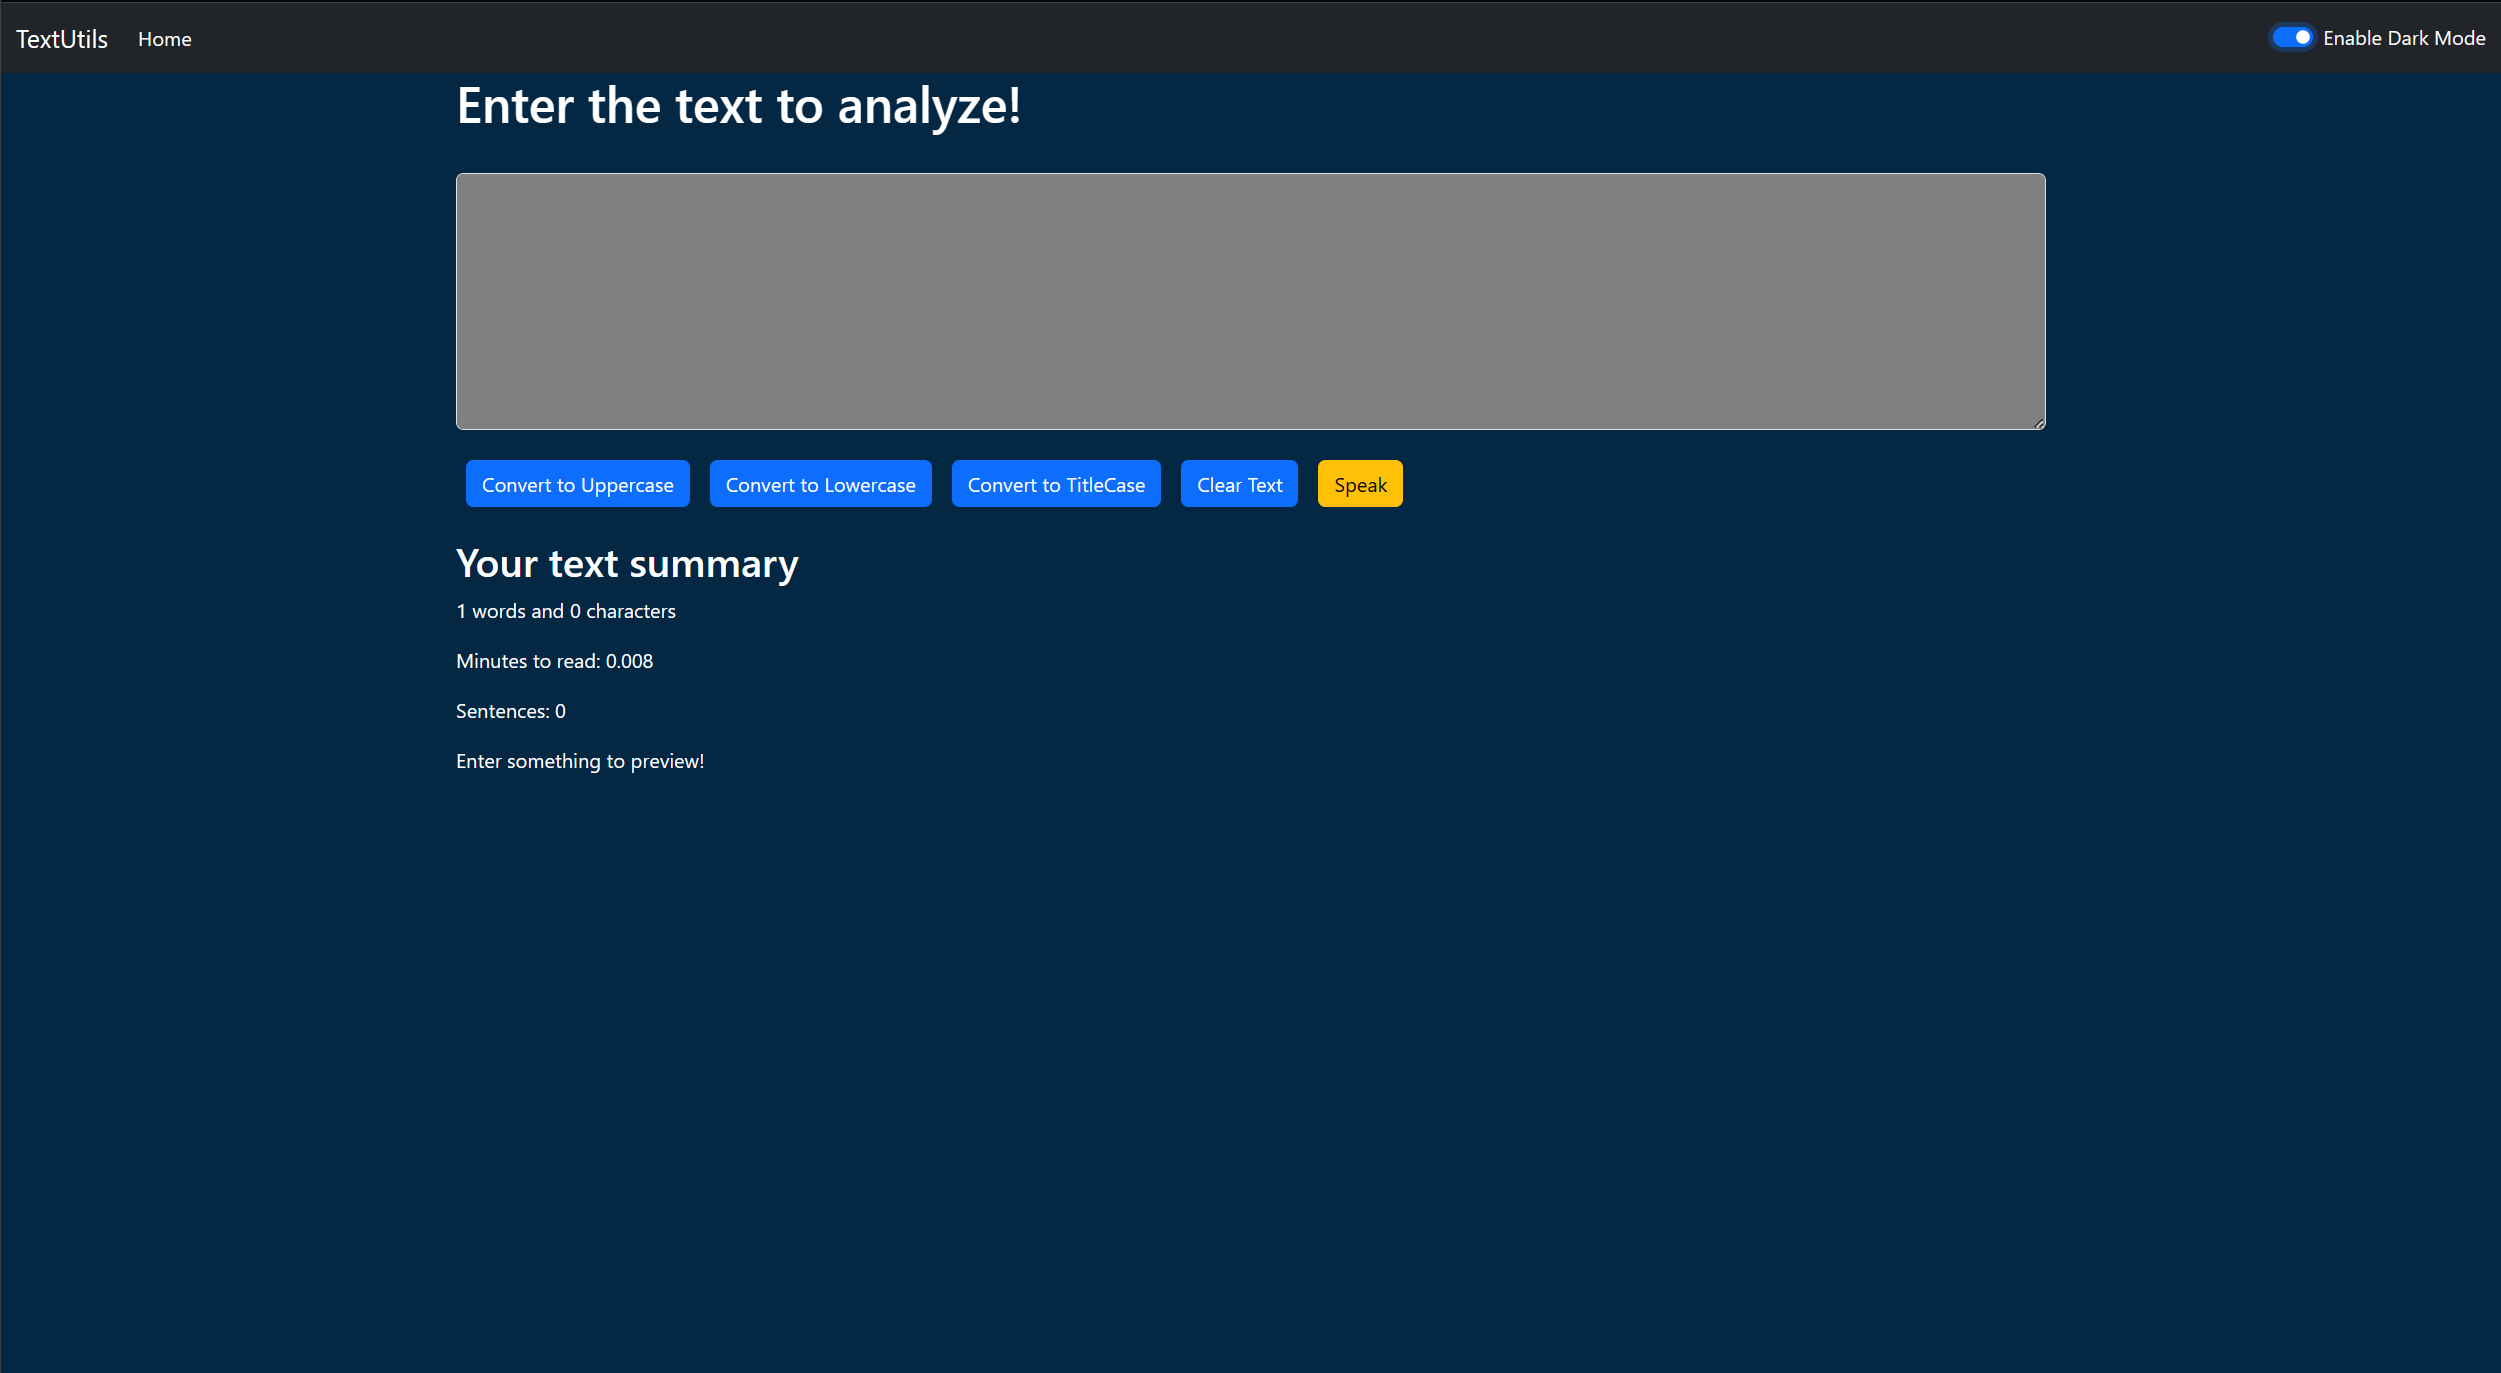 TextUtils Home Enable Dark Mode
Enter the text to analyze!
Convert to Uppercase Convert to Lowercase Convert to TitleCase Clear Text Speak
Your text summary
1 words and 0 characters
Minutes to read: 0.008
Sentences: 0
Enter something to preview!